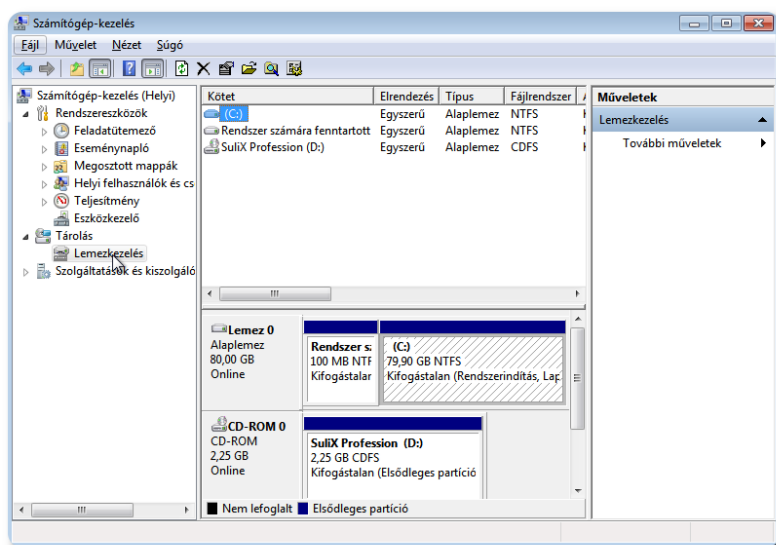 Számítógép-kezelés
Fájl Művelet Nézet Súgó
Számítógép-kezelés (Helyi)
Rendszereszközök
Feladatütemező
Eseménynapló
Megosztott mappák
Helyi felhasználók és cs
Teljesítmény
Eszközkezelő
Tárolás
Lemezkezelés
Szolgáltatások és kiszolgáló
Kötet Elrendezés Típus Fájlrendszer
(C:) Egyszerű Alaplemez NTFS
Rendszer számára fenntartott Egyszerű Alaplemez NTFS
SuliX Profession (D:) Egyszerű Alaplemez CDFS
Műveletek
Lemezkezelés
További műveletek
Lemez 0
Alaplemez
80,00 GB
Online
Rendszer s
100 MB NTF
Kifogástalar
(C:)
79,90 GB NTFS
Kifogástalan (Rendszerindítás, Lap
CD-ROM 0
CD-ROM
2,25 GB
Online
SuliX Profession (D:)
2,25 GB CDFS
Kifogástalan (Elsődleges partíció
Nem lefoglalt Elsődleges partíció